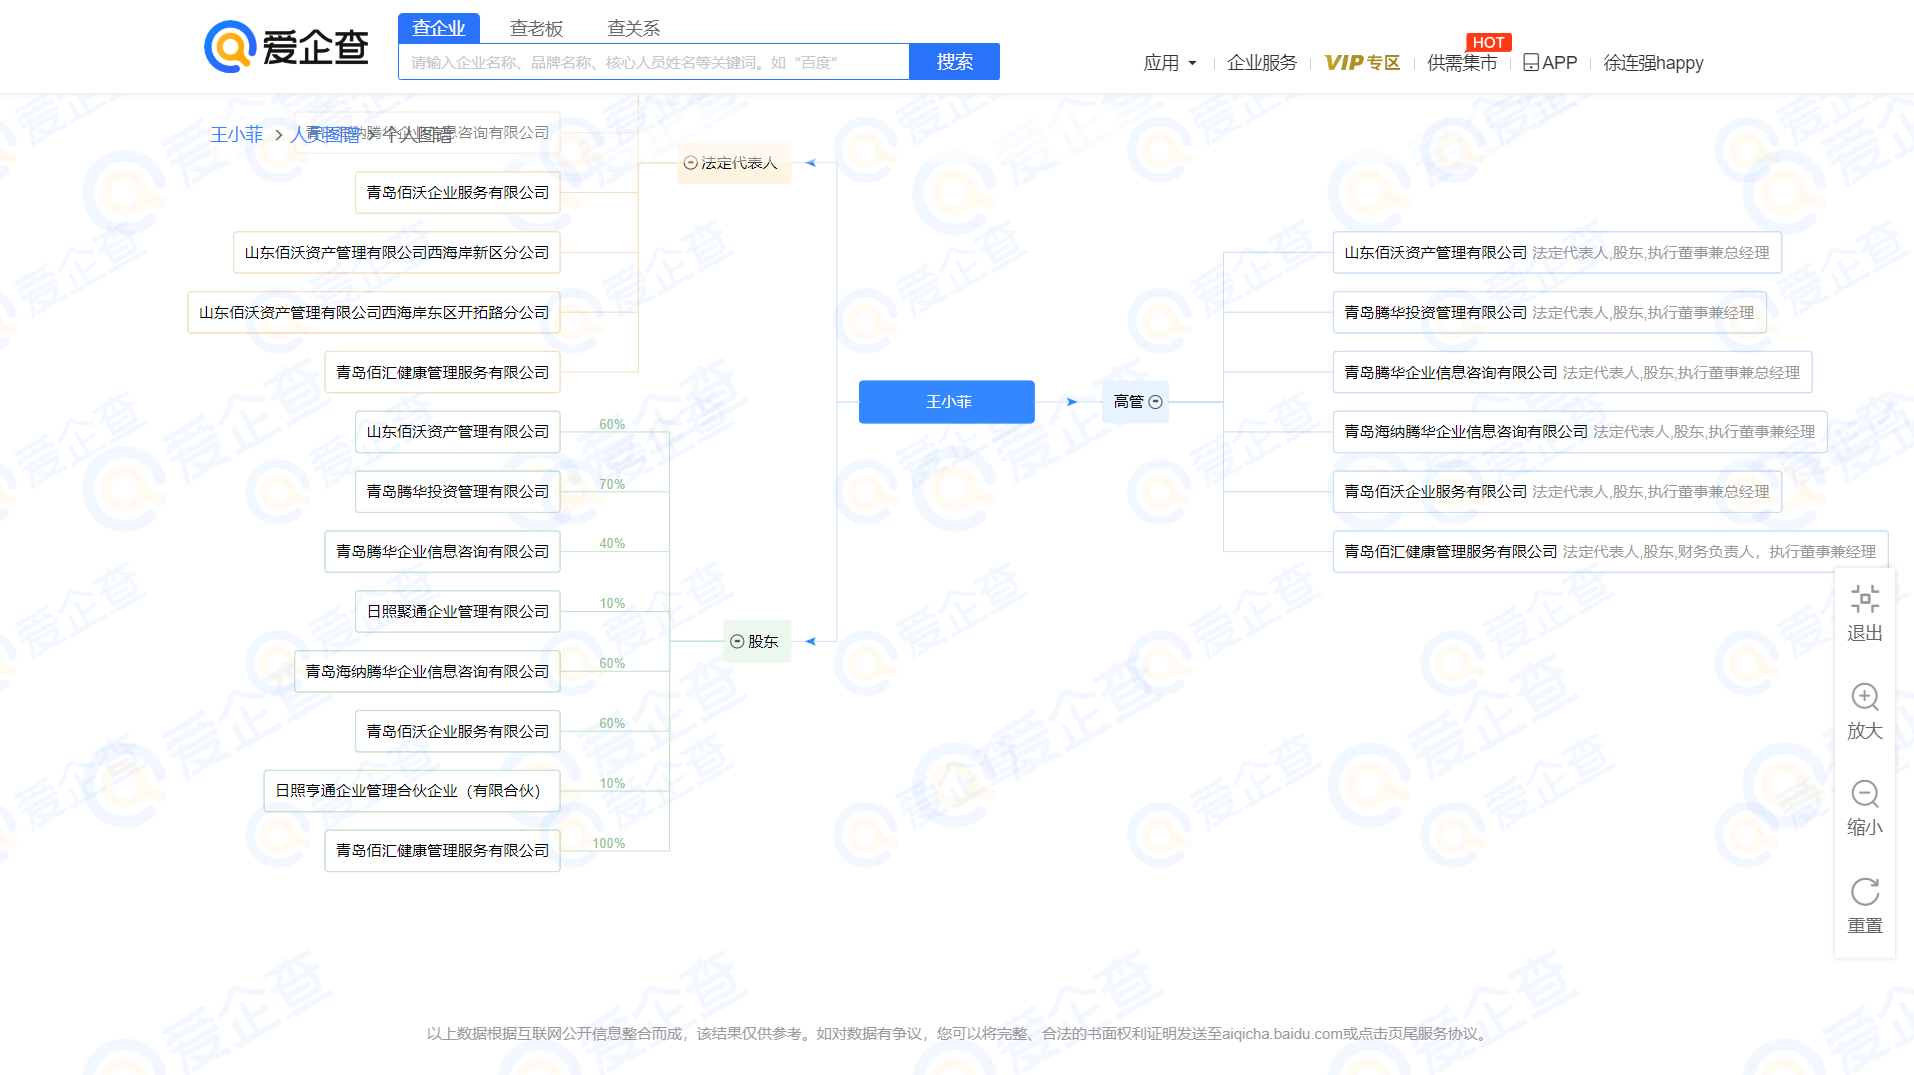 爱企查
查企业 查老板 查关系
请输入企业名称、品牌名称、核心人员姓名等关键词。如“百度” 搜索
应用 企业服务 VIP专区 供需集市 HOT APP 徐连强happy
王小菲 > 人员图谱 > 个人图谱
青岛海纳腾华企业信息咨询有限公司
法定代表人
青岛佰沃企业服务有限公司
山东佰沃资产管理有限公司西海岸新区分公司
山东佰沃资产管理有限公司西海岸东区开拓路分公司
青岛佰汇健康管理服务有限公司
山东佰沃资产管理有限公司 60%
青岛腾华投资管理有限公司 70%
青岛腾华企业信息咨询有限公司 40%
日照聚通企业管理有限公司 10%
股东
青岛海纳腾华企业信息咨询有限公司 60%
青岛佰沃企业服务有限公司 60%
日照亨通企业管理合伙企业（有限合伙） 10%
青岛佰汇健康管理服务有限公司 100%
王小菲
高管
山东佰沃资产管理有限公司 法定代表人,股东,执行董事兼总经理
青岛腾华投资管理有限公司 法定代表人,股东,执行董事兼经理
青岛腾华企业信息咨询有限公司 法定代表人,股东,执行董事兼总经理
青岛海纳腾华企业信息咨询有限公司 法定代表人,股东,执行董事兼经理
青岛佰沃企业服务有限公司 法定代表人,股东,执行董事兼总经理
青岛佰汇健康管理服务有限公司 法定代表人,股东,财务负责人，执行董事兼经理
退出
放大
缩小
重置
以上数据根据互联网公开信息整合而成，该结果仅供参考。如对数据有争议，您可以将完整、合法的书面权利证明发送至aiqicha.baidu.com或点击页尾服务协议。